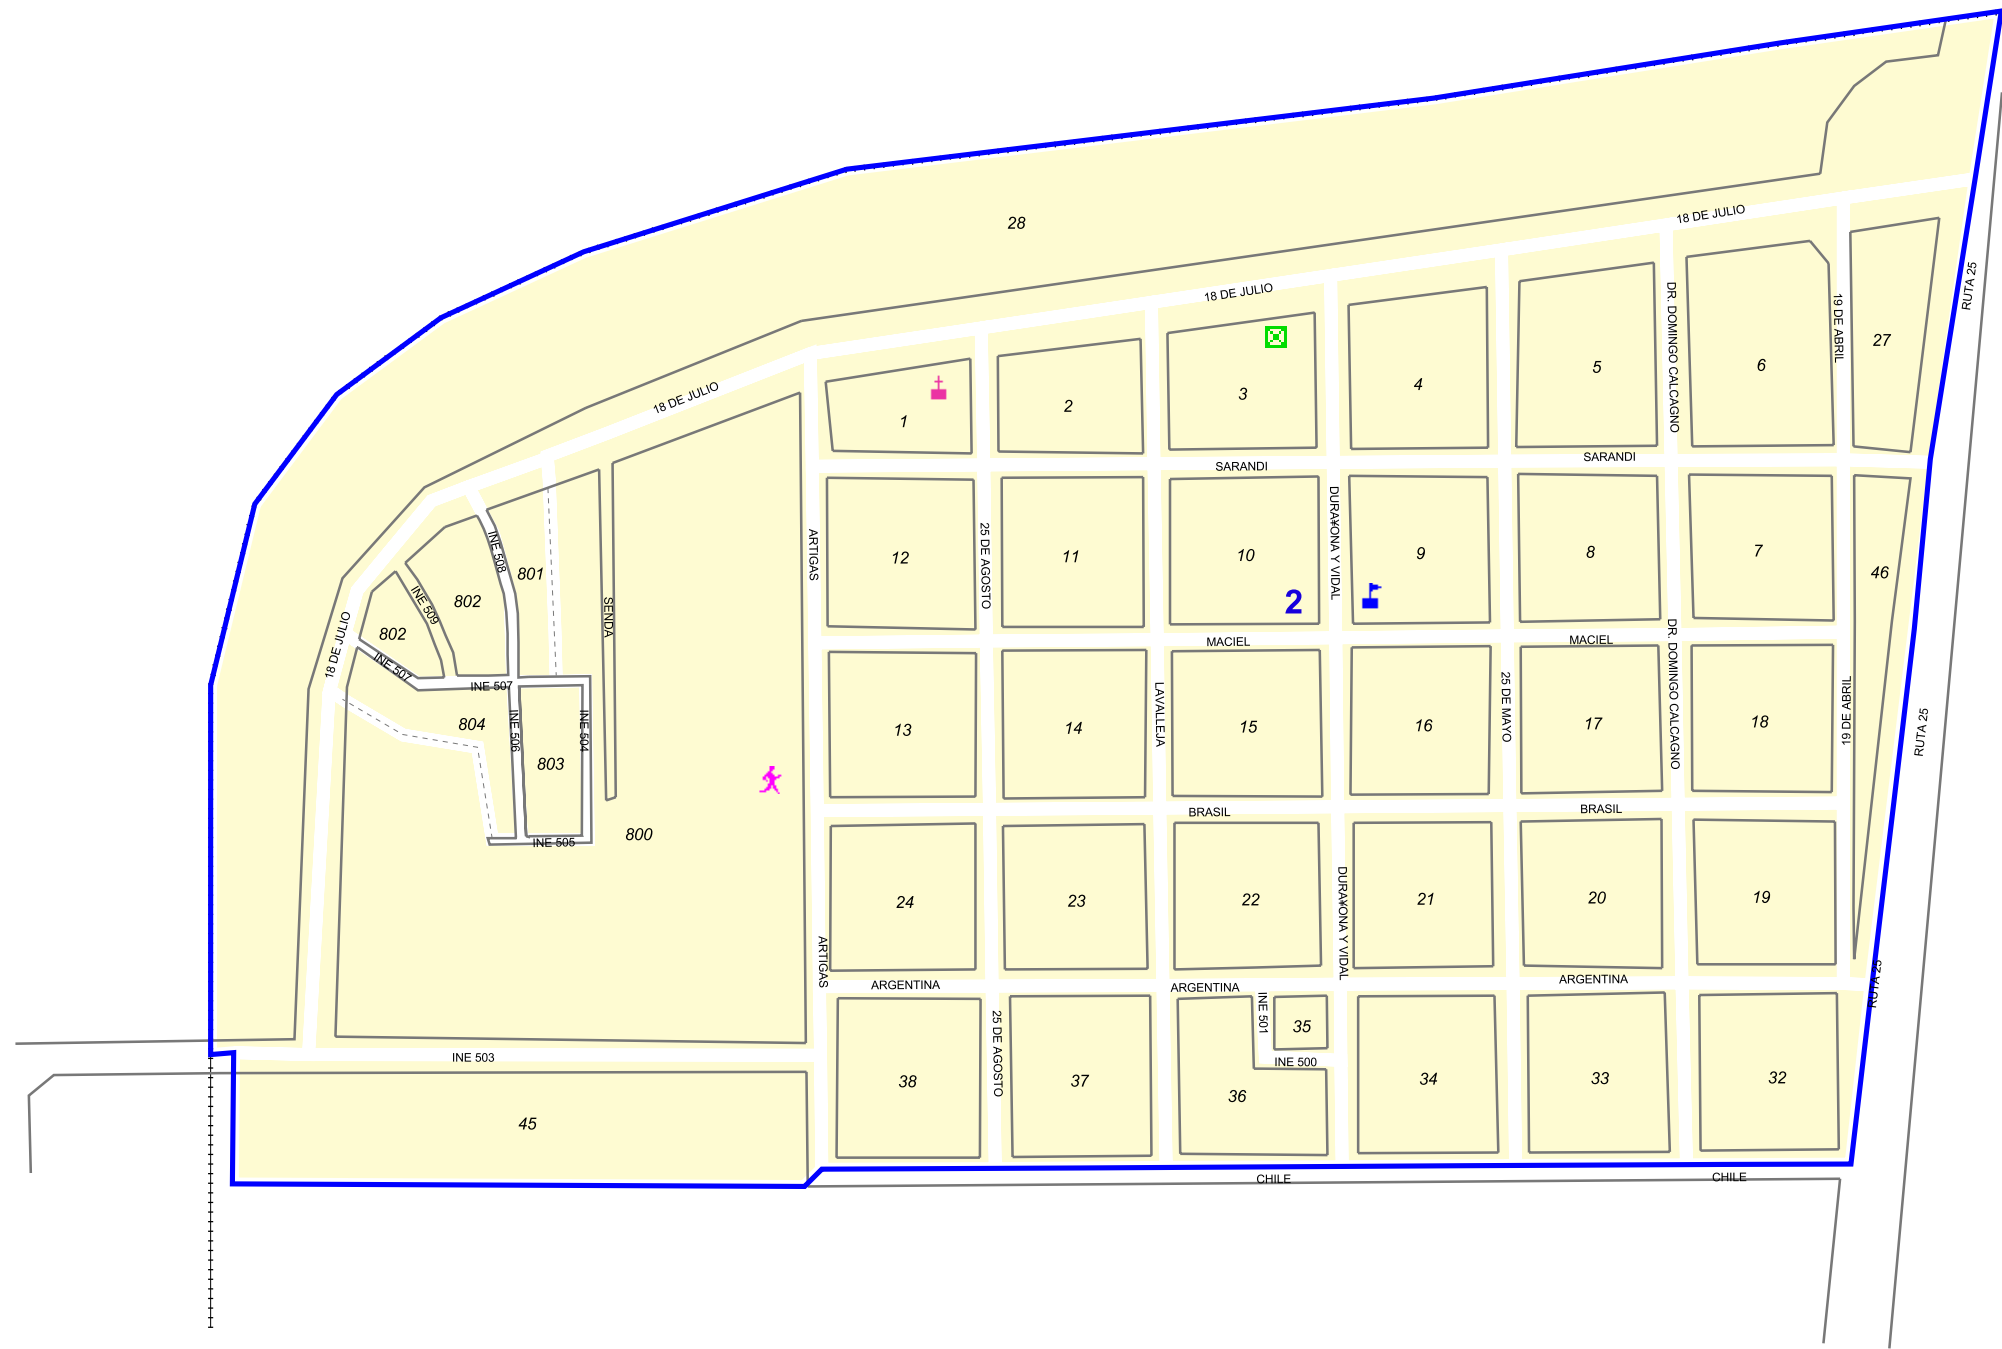 28
18 DE JULIO
18 DE JULIO
18 DE JULIO
18 DE JULIO
RUTA 25
DR. DOMINGO CALCAGNO
19 DE ABRIL
1
2
3
4
5
6
27
SARANDI
SARANDI
ARTIGAS
25 DE AGOSTO
DURA¥ONA Y VIDAL
12
11
10
2
9
8
7
46
INE 508
801
802
INE 509
802
SENDA
INE 507
INE 507
804
INE 506
INE 504
803
INE 505
800
MACIEL
MACIEL
LAVALLEJA
25 DE MAYO
DR. DOMINGO CALCAGNO
19 DE ABRIL
RUTA 25
13
14
15
16
17
18
BRASIL
BRASIL
ARTIGAS
DURA¥ONA Y VIDAL
24
23
22
21
20
19
RUTA 25
ARGENTINA
ARGENTINA
ARGENTINA
25 DE AGOSTO
INE 501
35
INE 500
INE 503
38
37
36
34
33
32
45
CHILE
CHILE